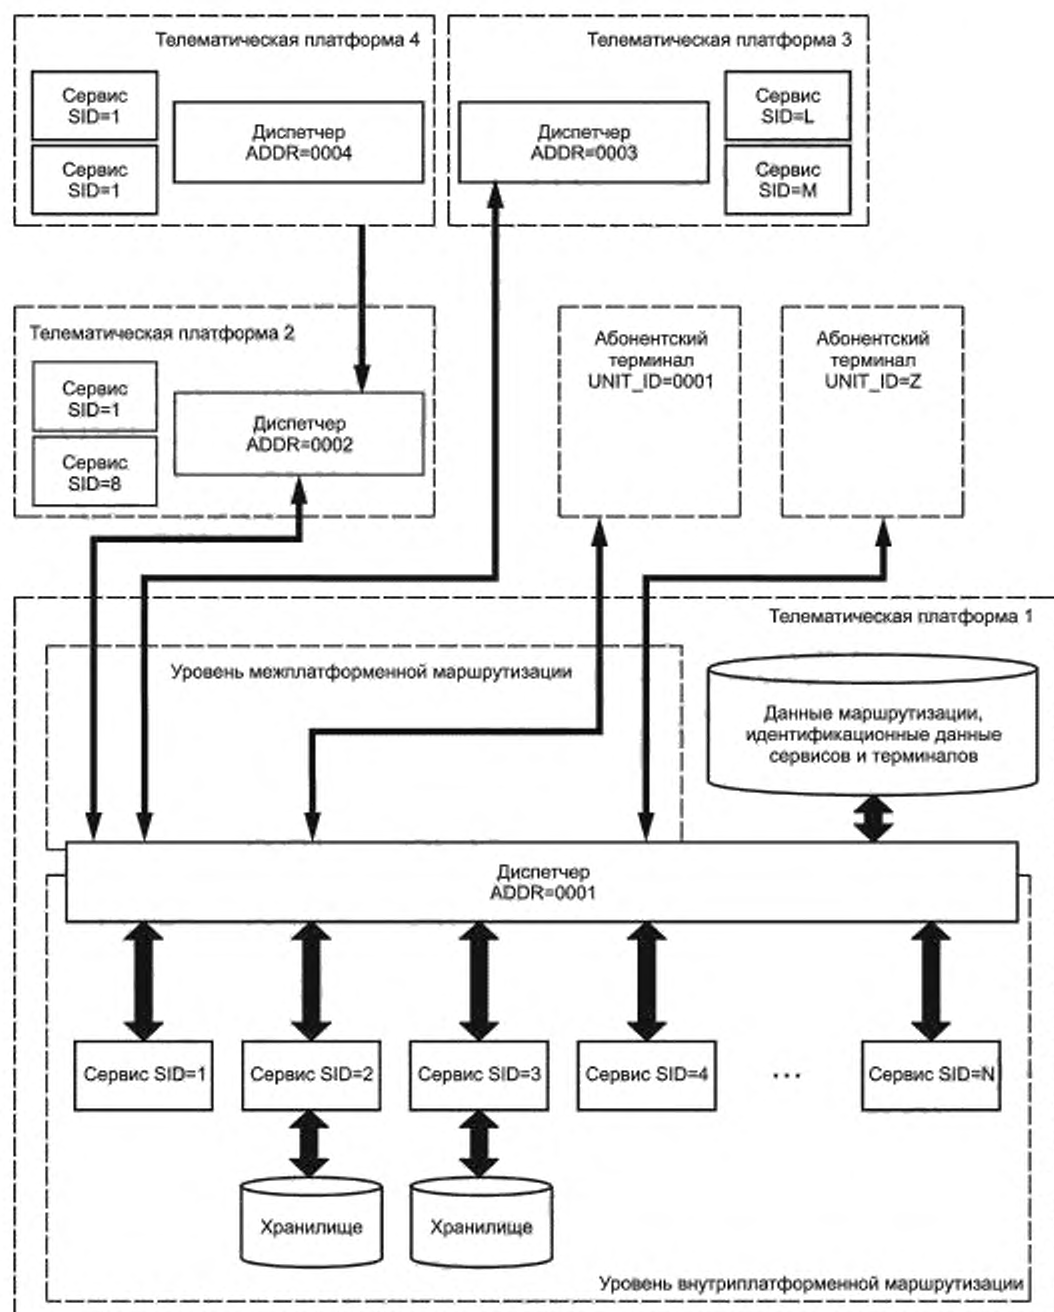 Телематическая платформа 4
Сервис
SID=1
Сервис
SID=1
Диспетчер
ADDR=0004
Телематическая платформа 3
Диспетчер
ADDR=0003
Сервис
SID=L
Сервис
SID=M
Телематическая платформа 2
Сервис
SID=1
Сервис
SID=8
Диспетчер
ADDR=0002
Абонентский
терминал
UNIT_ID=0001
Абонентский
терминал
UNIT_ID=Z
Телематическая платформа 1
Уровень межплатформенной маршрутизации
Данные маршрутизации,
идентификационные данные
сервисов и терминалов
Диспетчер
ADDR=0001
Сервис SID=1
Сервис SID=2
Сервис SID=3
Сервис SID=4
...
Сервис SID=N
Хранилище
Хранилище
Уровень внутриплатформенной маршрутизации